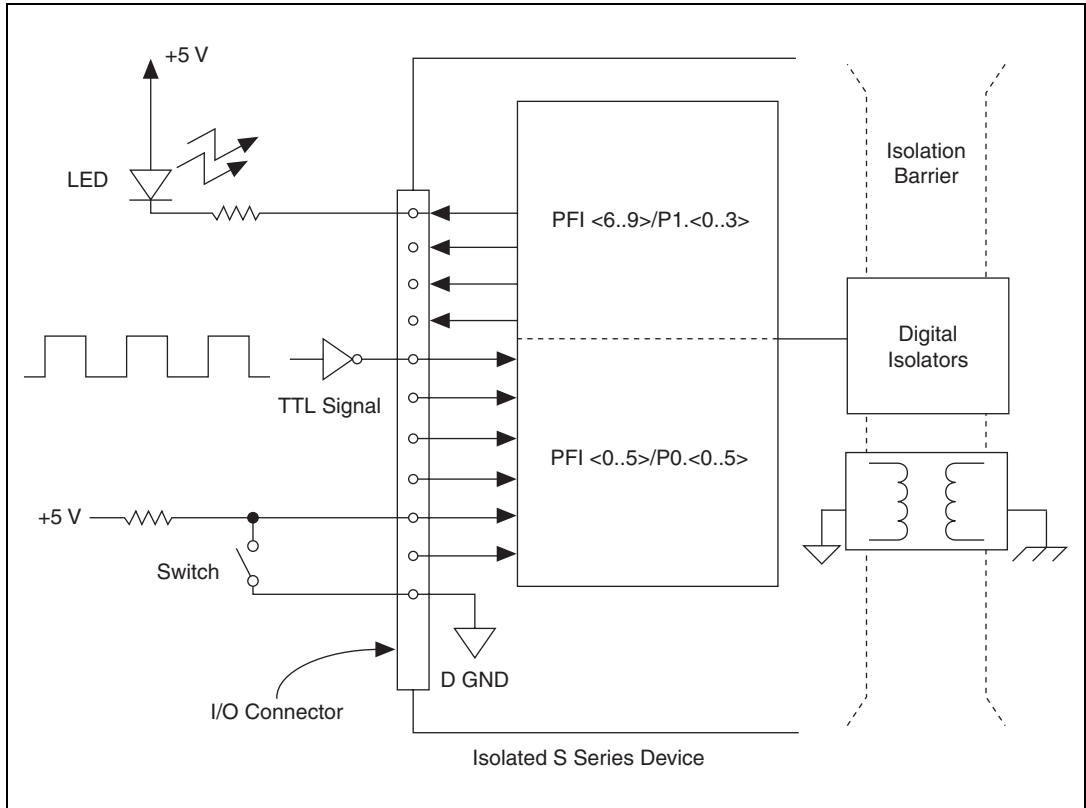 +5 V
LED
Isolation
Barrier
PFI <6..9>/P1.<0..3>
Digital
Isolators
TTL Signal
PFI <0..5>/P0.<0..5>
+5 V
Switch
D GND
I/O Connector
Isolated S Series Device